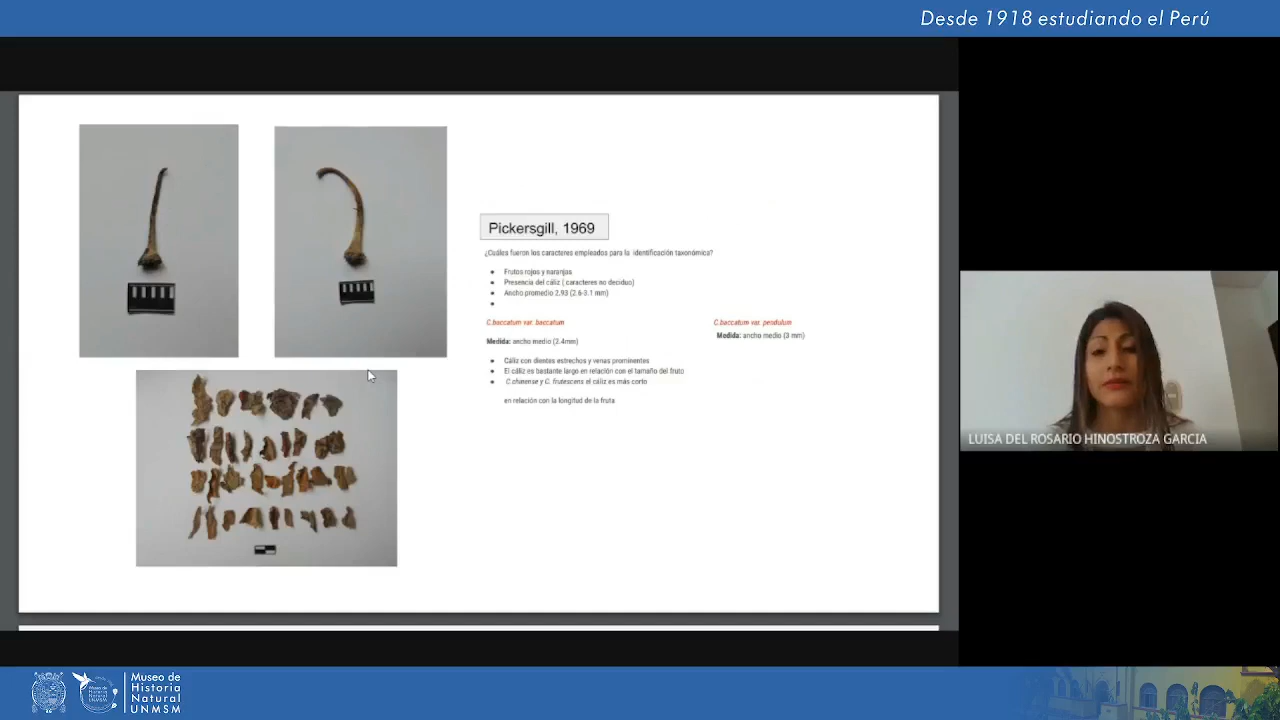 Desde 1918 estudiando el Perú
Pickersgill, 1969
¿Cuáles fueron los caracteres empleados para la identificación taxonómica?
Frutos rojos y naranjas
Presencia del cáliz ( caracteres no deciduo)
Ancho promedio 2,93 (2.6-3.1 mm)
C.baccatum var. baccatum
C.baccatum var. pendulum
Medida: ancho medio (3 mm)
Medida: ancho medio (2.4mm)
Cáliz con dientes estrechos y venas prominentes
El cáliz es bastante largo en relación con el tamaño del fruto
C.chinense y C. frutescens el cáliz es más corto
en relación con la longitud de la fruta
LUISA DEL ROSARIO HINOSTROZA GARCIA
Museo de
Historia
Natural
UNMSM